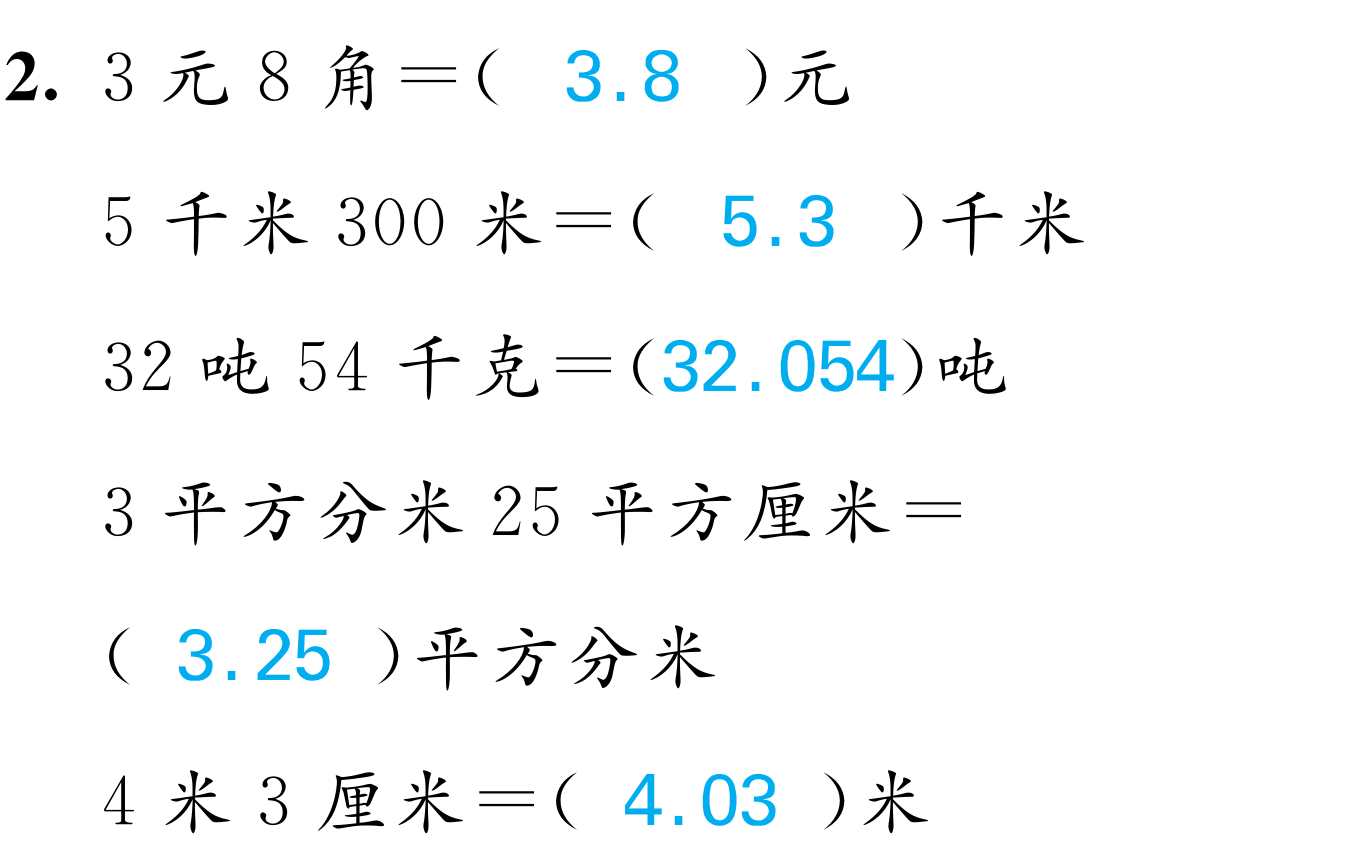 2. 3 元 8 角=( 3.8 )元
5 千米 300 米=( 5.3 )千米
32 吨 54 千克=(32.054)吨
3 平方分米 25 平方厘米=
( 3.25 )平方分米
4 米 3 厘米=( 4.03 )米